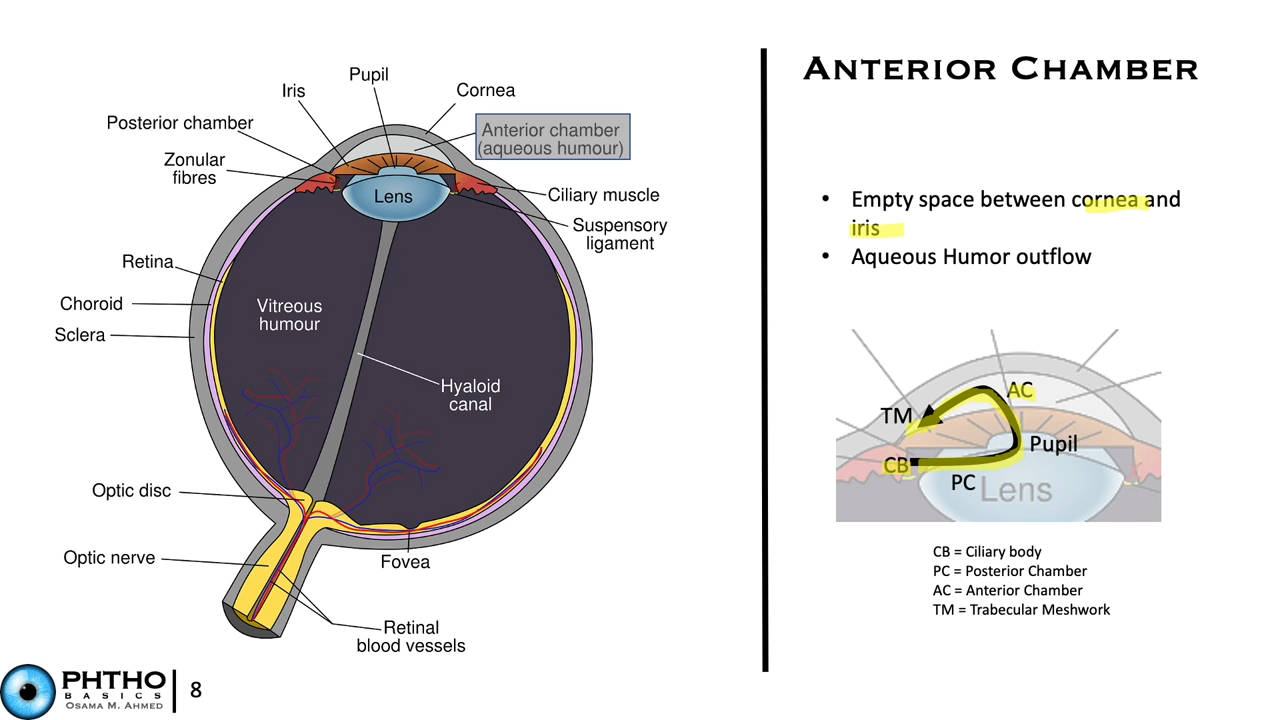 ANTERIOR CHAMBER
Pupil
Iris
Cornea
Posterior chamber
Anterior chamber
(aqueous humour)
Zonular
fibres
Lens
Ciliary muscle
Suspensory
ligament
Retina
Choroid
Sclera
Vitreous
humour
Hyaloid
canal
Optic disc
Optic nerve
Fovea
Retinal
blood vessels
• Empty space between cornea and
iris
• Aqueous Humor outflow
AC
TM
Pupil
CB
PC
Lens
CB = Ciliary body
PC = Posterior Chamber
AC = Anterior Chamber
TM = Trabecular Meshwork
PHTHO
BASICS
OSAMA M. AHMED
8